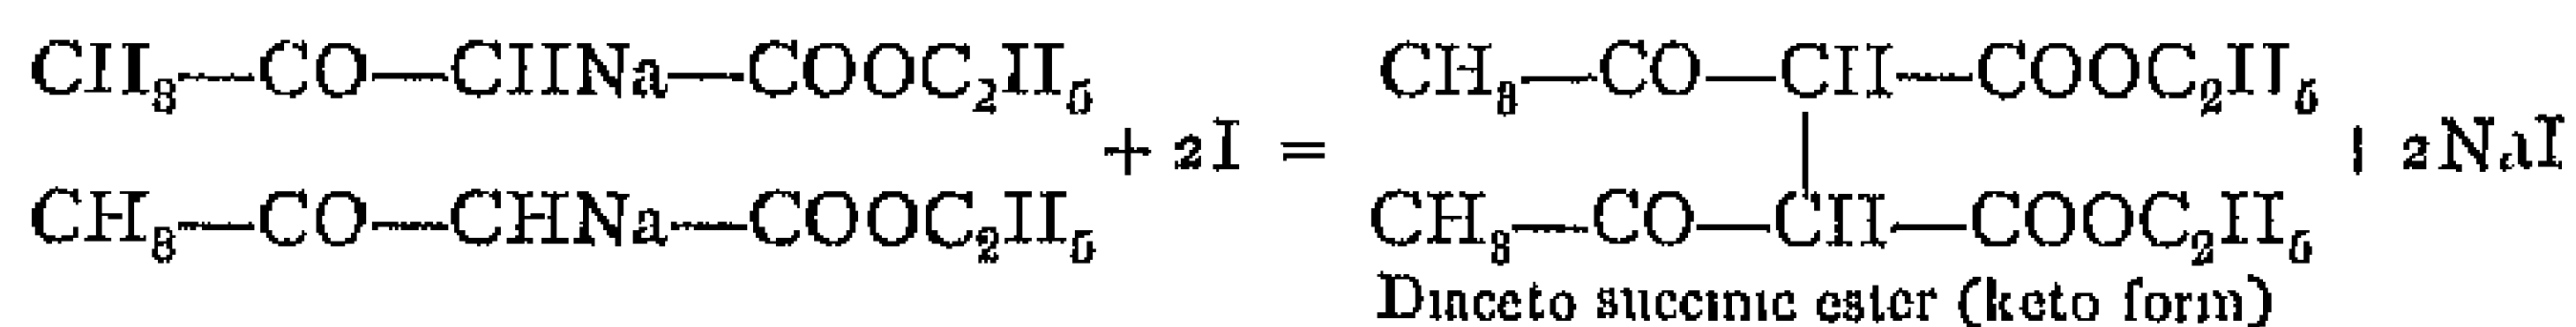 CH₃—CO—CHNa—COOC₂H₅ CH₃—CO—CH—COOC₂H₅
+ 2I = | + 2NaI
CH₃—CO—CHNa—COOC₂H₅ CH₃—CO—CH—COOC₂H₅
Diaceto succinic ester (keto form)